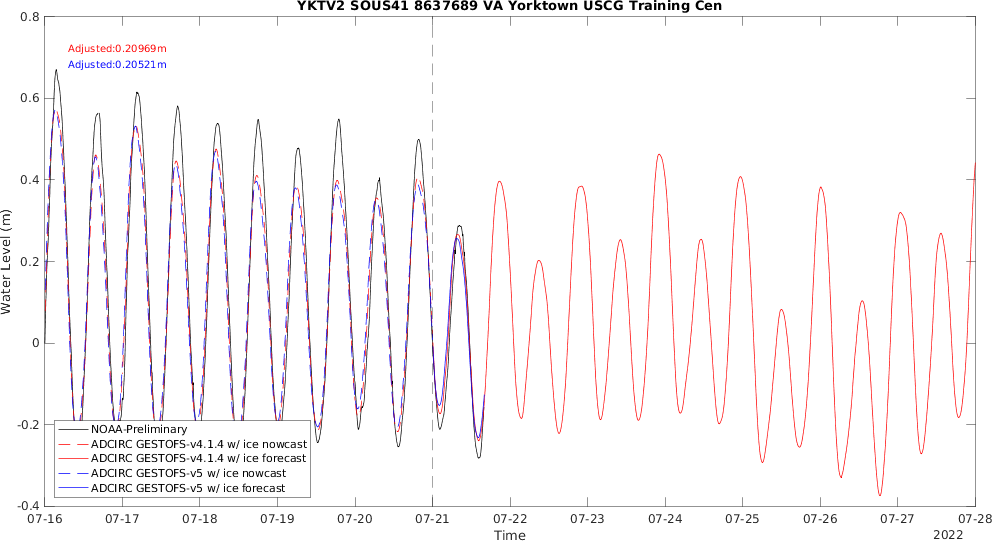 YKTV2 SOUS41 8637689 VA Yorktown USCG Training Cen
0.8
Adjusted:0.20969m
Adjusted:0.20521m
0.6
0.4
0.2
0
-0.2
-0.4
Water Level (m)
NOAA-Preliminary
ADCIRC GESTOFS-v4.1.4 w/ ice nowcast
ADCIRC GESTOFS-v4.1.4 w/ ice forecast
ADCIRC GESTOFS-v5 w/ ice nowcast
ADCIRC GESTOFS-v5 w/ ice forecast
07-16 07-17 07-18 07-19 07-20 07-21 07-22 07-23 07-24 07-25 07-26 07-27 07-28
Time
2022